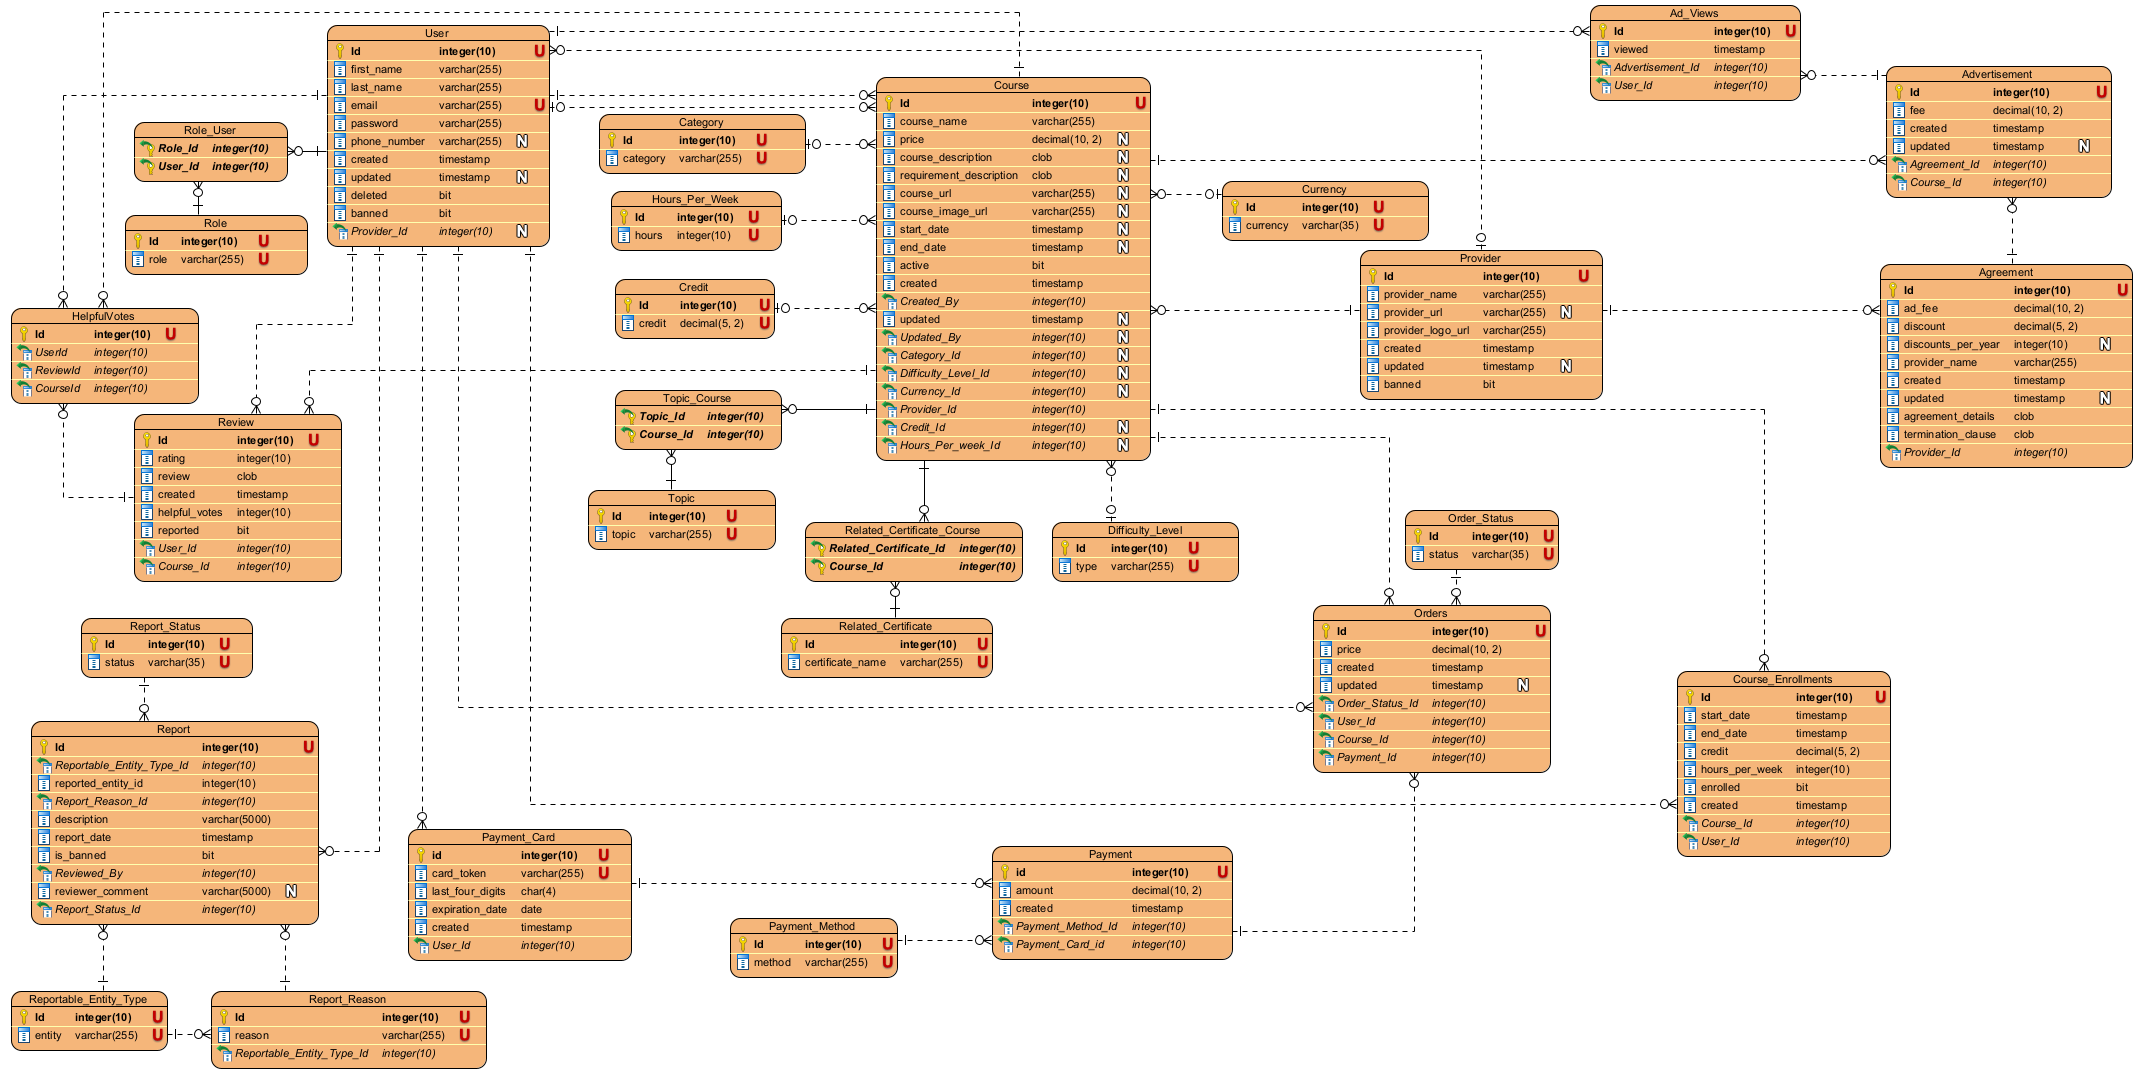 User
Id integer(10) U
first_name varchar(255)
last_name varchar(255)
email varchar(255) U
password varchar(255)
phone_number varchar(255) N
created timestamp
updated timestamp N
deleted bit
banned bit
Provider_Id integer(10) N
Ad_Views
Id integer(10) U
viewed timestamp
Advertisement_Id integer(10)
User_Id integer(10)
Advertisement
Id integer(10) U
fee decimal(10, 2)
created timestamp
updated timestamp N
Agreement_Id integer(10)
Course_Id integer(10)
Course
Id integer(10) U
course_name varchar(255)
price decimal(10, 2) N
course_description clob N
requirement_description clob N
course_url varchar(255) N
course_image_url varchar(255) N
start_date timestamp N
end_date timestamp N
active bit
created timestamp
Created_By integer(10)
updated timestamp N
Updated_By integer(10) N
Category_Id integer(10) N
Difficulty_Level_Id integer(10) N
Currency_Id integer(10) N
Provider_Id integer(10)
Credit_Id integer(10) N
Hours_Per_week_Id integer(10) N
Role_User
Role_Id integer(10)
User_Id integer(10)
Role
Id integer(10) U
role varchar(255) U
Category
Id integer(10) U
category varchar(255) U
Hours_Per_Week
Id integer(10) U
hours integer(10) U
Credit
Id integer(10) U
credit decimal(5, 2) U
Currency
Id integer(10) U
currency varchar(35) U
Provider
Id integer(10) U
provider_name varchar(255)
provider_url varchar(255) N
provider_logo_url varchar(255)
created timestamp
updated timestamp N
banned bit
Agreement
Id integer(10) U
ad_fee decimal(10, 2)
discount decimal(5, 2)
discounts_per_year integer(10) N
provider_name varchar(255)
created timestamp
updated timestamp N
agreement_details clob
termination_clause clob
Provider_Id integer(10)
HelpfulVotes
Id integer(10) U
UserId integer(10)
ReviewId integer(10)
CourseId integer(10)
Review
Id integer(10) U
rating integer(10)
review clob
created timestamp
helpful_votes integer(10)
reported bit
User_Id integer(10)
Course_Id integer(10)
Topic_Course
Topic_Id integer(10)
Course_Id integer(10)
Topic
Id integer(10) U
topic varchar(255) U
Related_Certificate_Course
Related_Certificate_Id integer(10)
Course_Id integer(10)
Difficulty_Level
Id integer(10) U
type varchar(255) U
Related_Certificate
Id integer(10) U
certificate_name varchar(255) U
Order_Status
Id integer(10) U
status varchar(35) U
Orders
Id integer(10) U
price decimal(10, 2)
created timestamp
updated timestamp N
Order_Status_Id integer(10)
User_Id integer(10)
Course_Id integer(10)
Payment_Id integer(10)
Course_Enrollments
Id integer(10) U
start_date timestamp
end_date timestamp
credit decimal(5, 2)
hours_per_week integer(10)
enrolled bit
created timestamp
Course_Id integer(10)
User_Id integer(10)
Report_Status
Id integer(10) U
status varchar(35) U
Report
Id integer(10) U
Reportable_Entity_Type_Id integer(10)
reported_entity_id integer(10)
Report_Reason_Id integer(10)
description varchar(5000)
report_date timestamp
is_banned bit
Reviewed_By integer(10)
reviewer_comment varchar(5000) N
Report_Status_Id integer(10)
Payment_Card
id integer(10) U
card_token varchar(255) U
last_four_digits char(4)
expiration_date date
created timestamp
User_Id integer(10)
Payment
id integer(10) U
amount decimal(10, 2)
created timestamp
Payment_Method_Id integer(10)
Payment_Card_id integer(10)
Payment_Method
Id integer(10) U
method varchar(255) U
Reportable_Entity_Type
Id integer(10) U
entity varchar(255) U
Report_Reason
Id integer(10) U
reason varchar(255) U
Reportable_Entity_Type_Id integer(10)